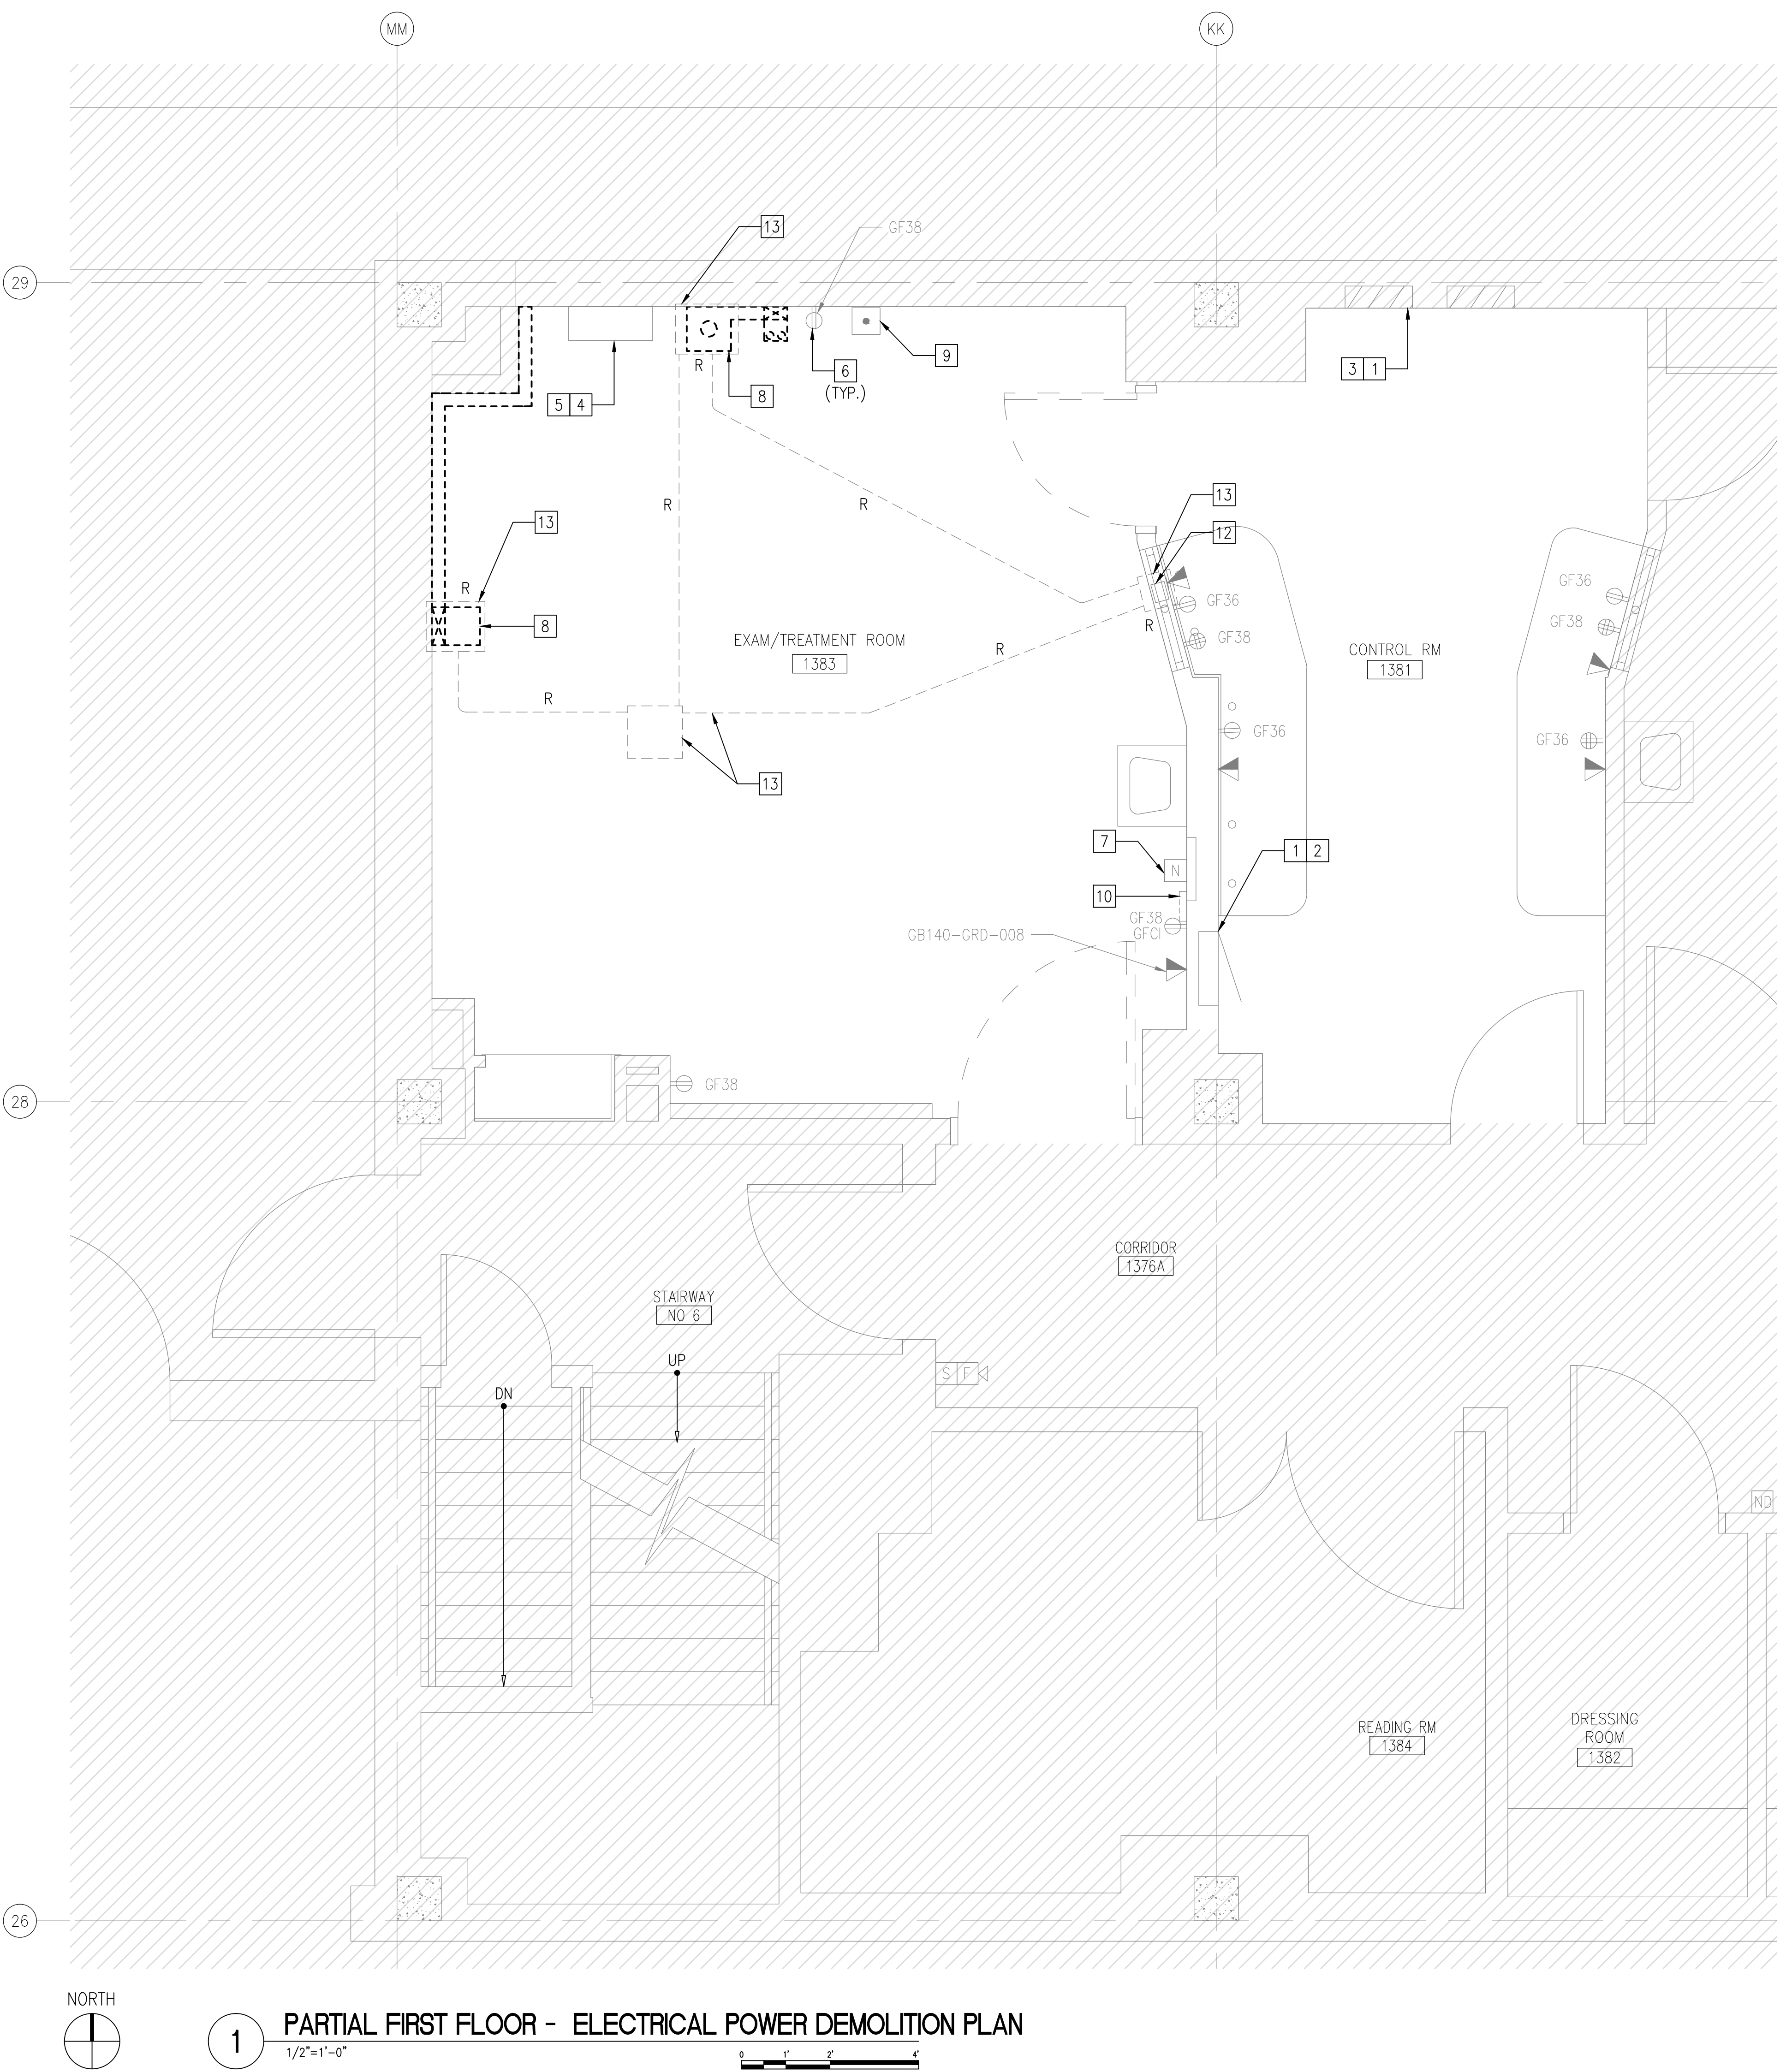 MM
KK
13
GF38
29
9
3 1
6
(TYP.)
R
8
5 4
13
R
R
13
12
GF36
R
GF36
GF38
8
R
GF38
EXAM/TREATMENT ROOM
1383
R
CONTROL RM
1381
R
GF36
GF36
13
7
1 2
N
10
GF38
GFCI
GB140-GRD-008
GF38
28
CORRIDOR
1376A
STAIRWAY
NO 6
UP
S F
DN
ND
READING RM
1384
DRESSING
ROOM
1382
26
NORTH
1
PARTIAL FIRST FLOOR - ELECTRICAL POWER DEMOLITION PLAN
1/2"=1'-0"
0 1' 2' 4'